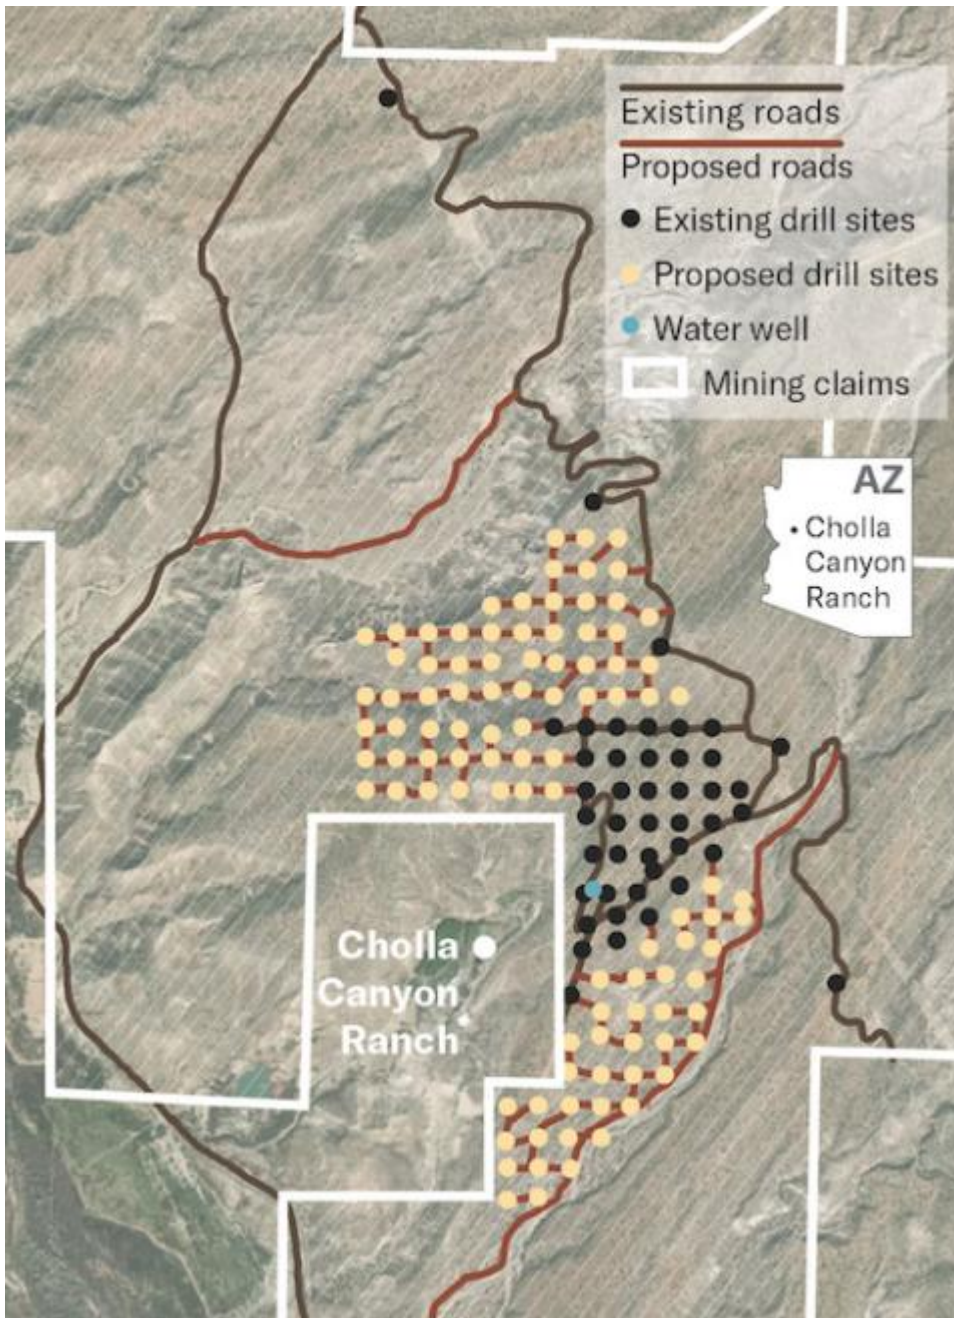 Existing roads
Proposed roads
Existing drill sites
Proposed drill sites
Water well
Mining claims
AZ
Cholla
Canyon
Ranch
Cholla
Canyon
Ranch